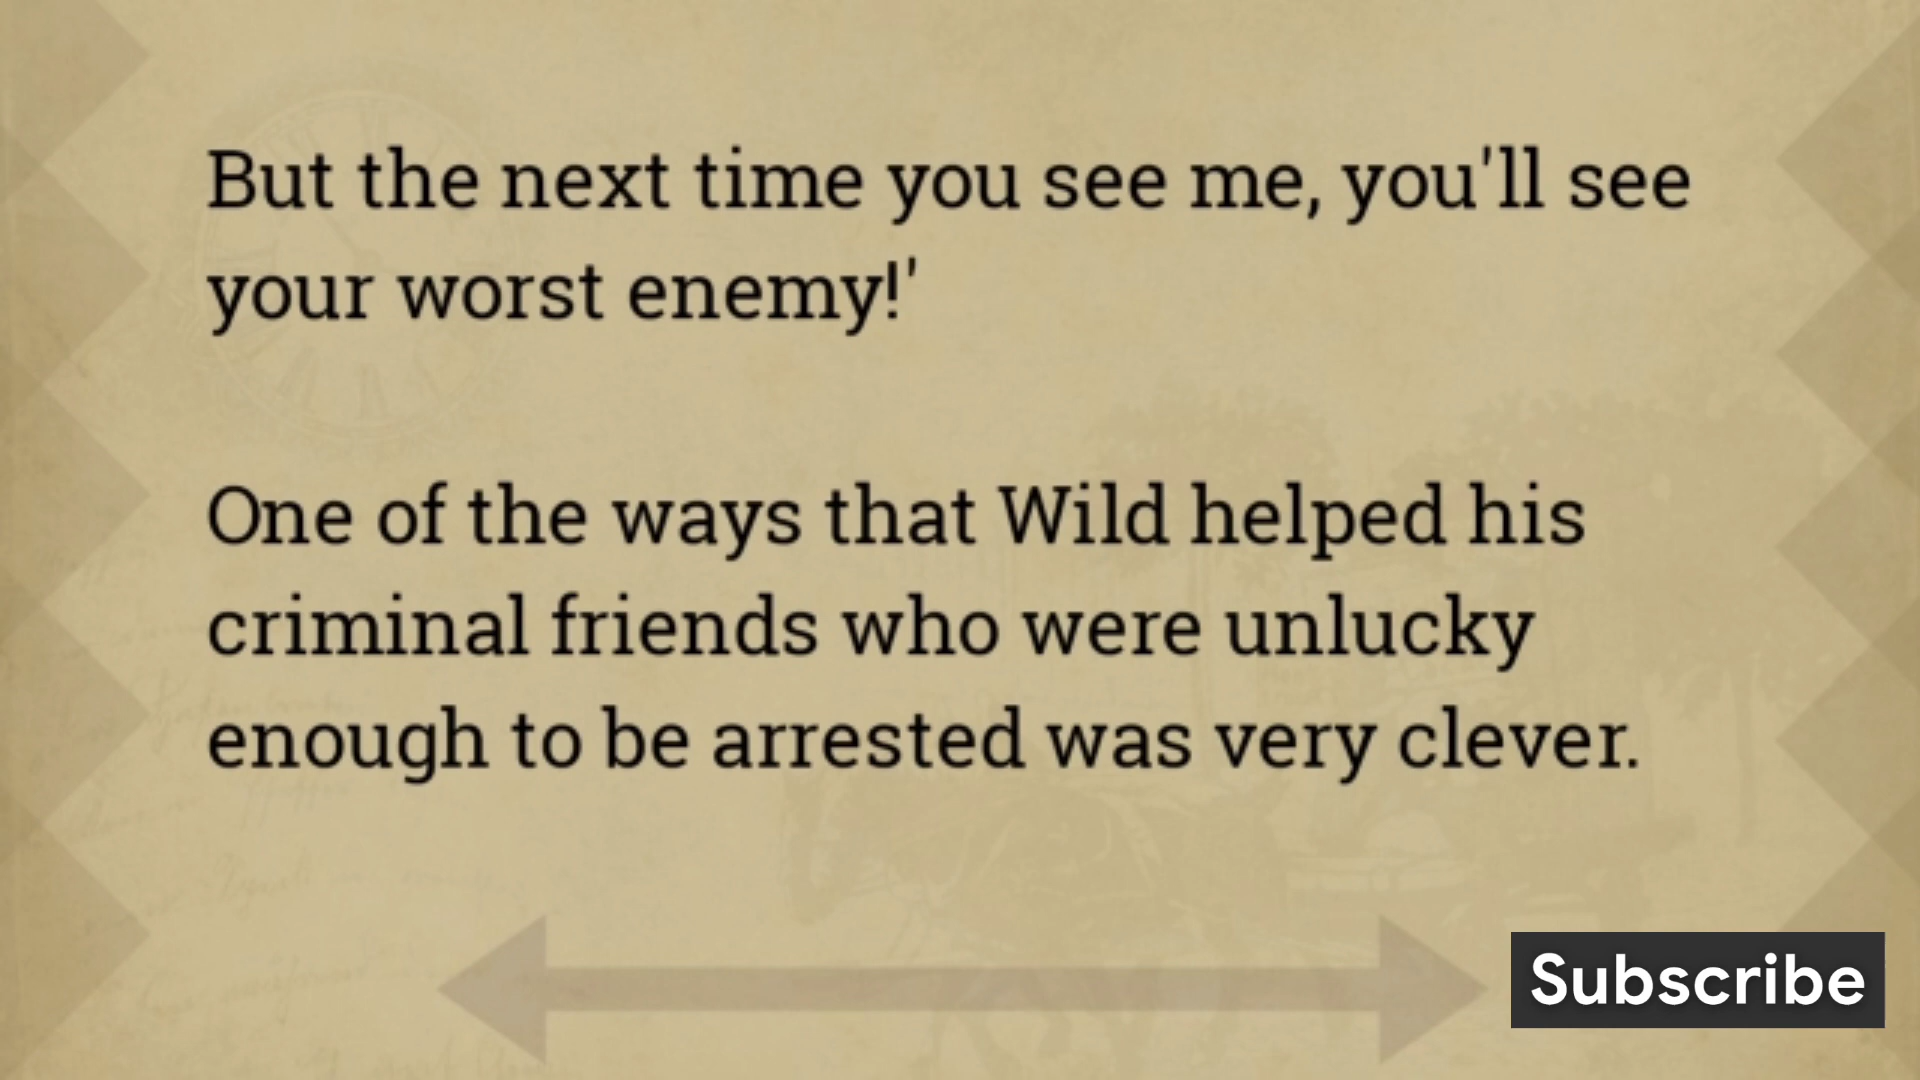 But the next time you see me, you'll see
your worst enemy!'
One of the ways that Wild helped his
criminal friends who were unlucky
enough to be arrested was very clever.
Subscribe